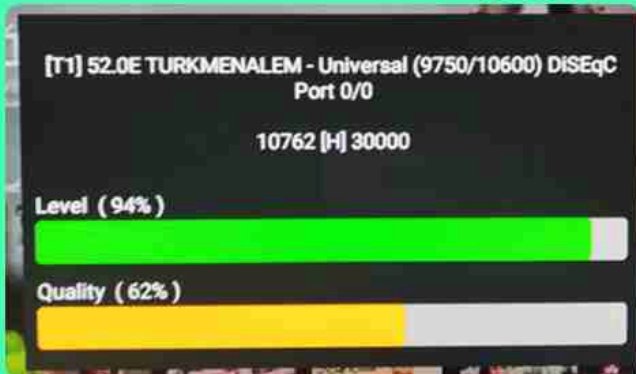 [T1] 52.0E TURKMENALEM - Universal (9750/10600) DiSEqC
Port 0/0
10762 [H] 30000
Level ( 94% )
Quality ( 62% )